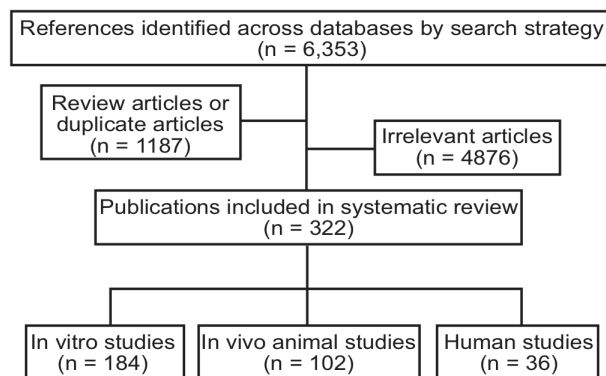 References identified across databases by search strategy
(n = 6,353)
Review articles or
duplicate articles
(n = 1187)
Irrelevant articles
(n = 4876)
Publications included in systematic review
(n = 322)
In vitro studies
(n = 184)
In vivo animal studies
(n = 102)
Human studies
(n = 36)